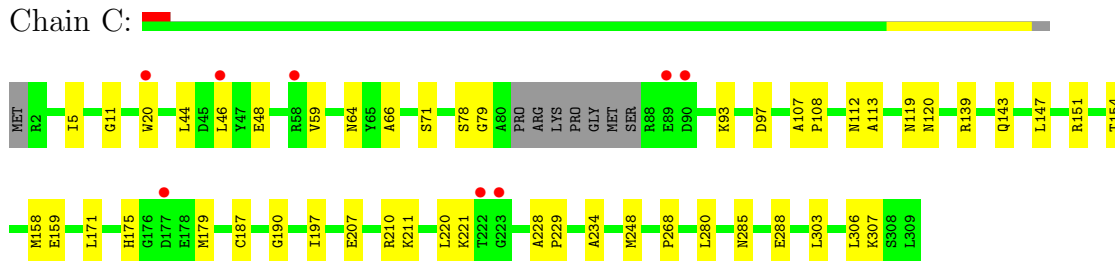 Chain C:
MET R2 I5 G11 W20 L44 D45 L46 Y47 E48 R58 V59 N64 Y65 A66 S71 S78 G79 A80 PRO ARG LYS PRO GLY MET SER R88 E89 D90 K93 D97 A107 P108 N112 A113 N119 N120 R139 Q143 L147 R151 T154
M158 E159 L171 H175 G176 D177 E178 M179 C187 G190 I197 E207 R210 K211 L220 K221 T222 G223 A228 P229 A234 M248 P268 L280 N285 E288 L303 L306 K307 S308 L309